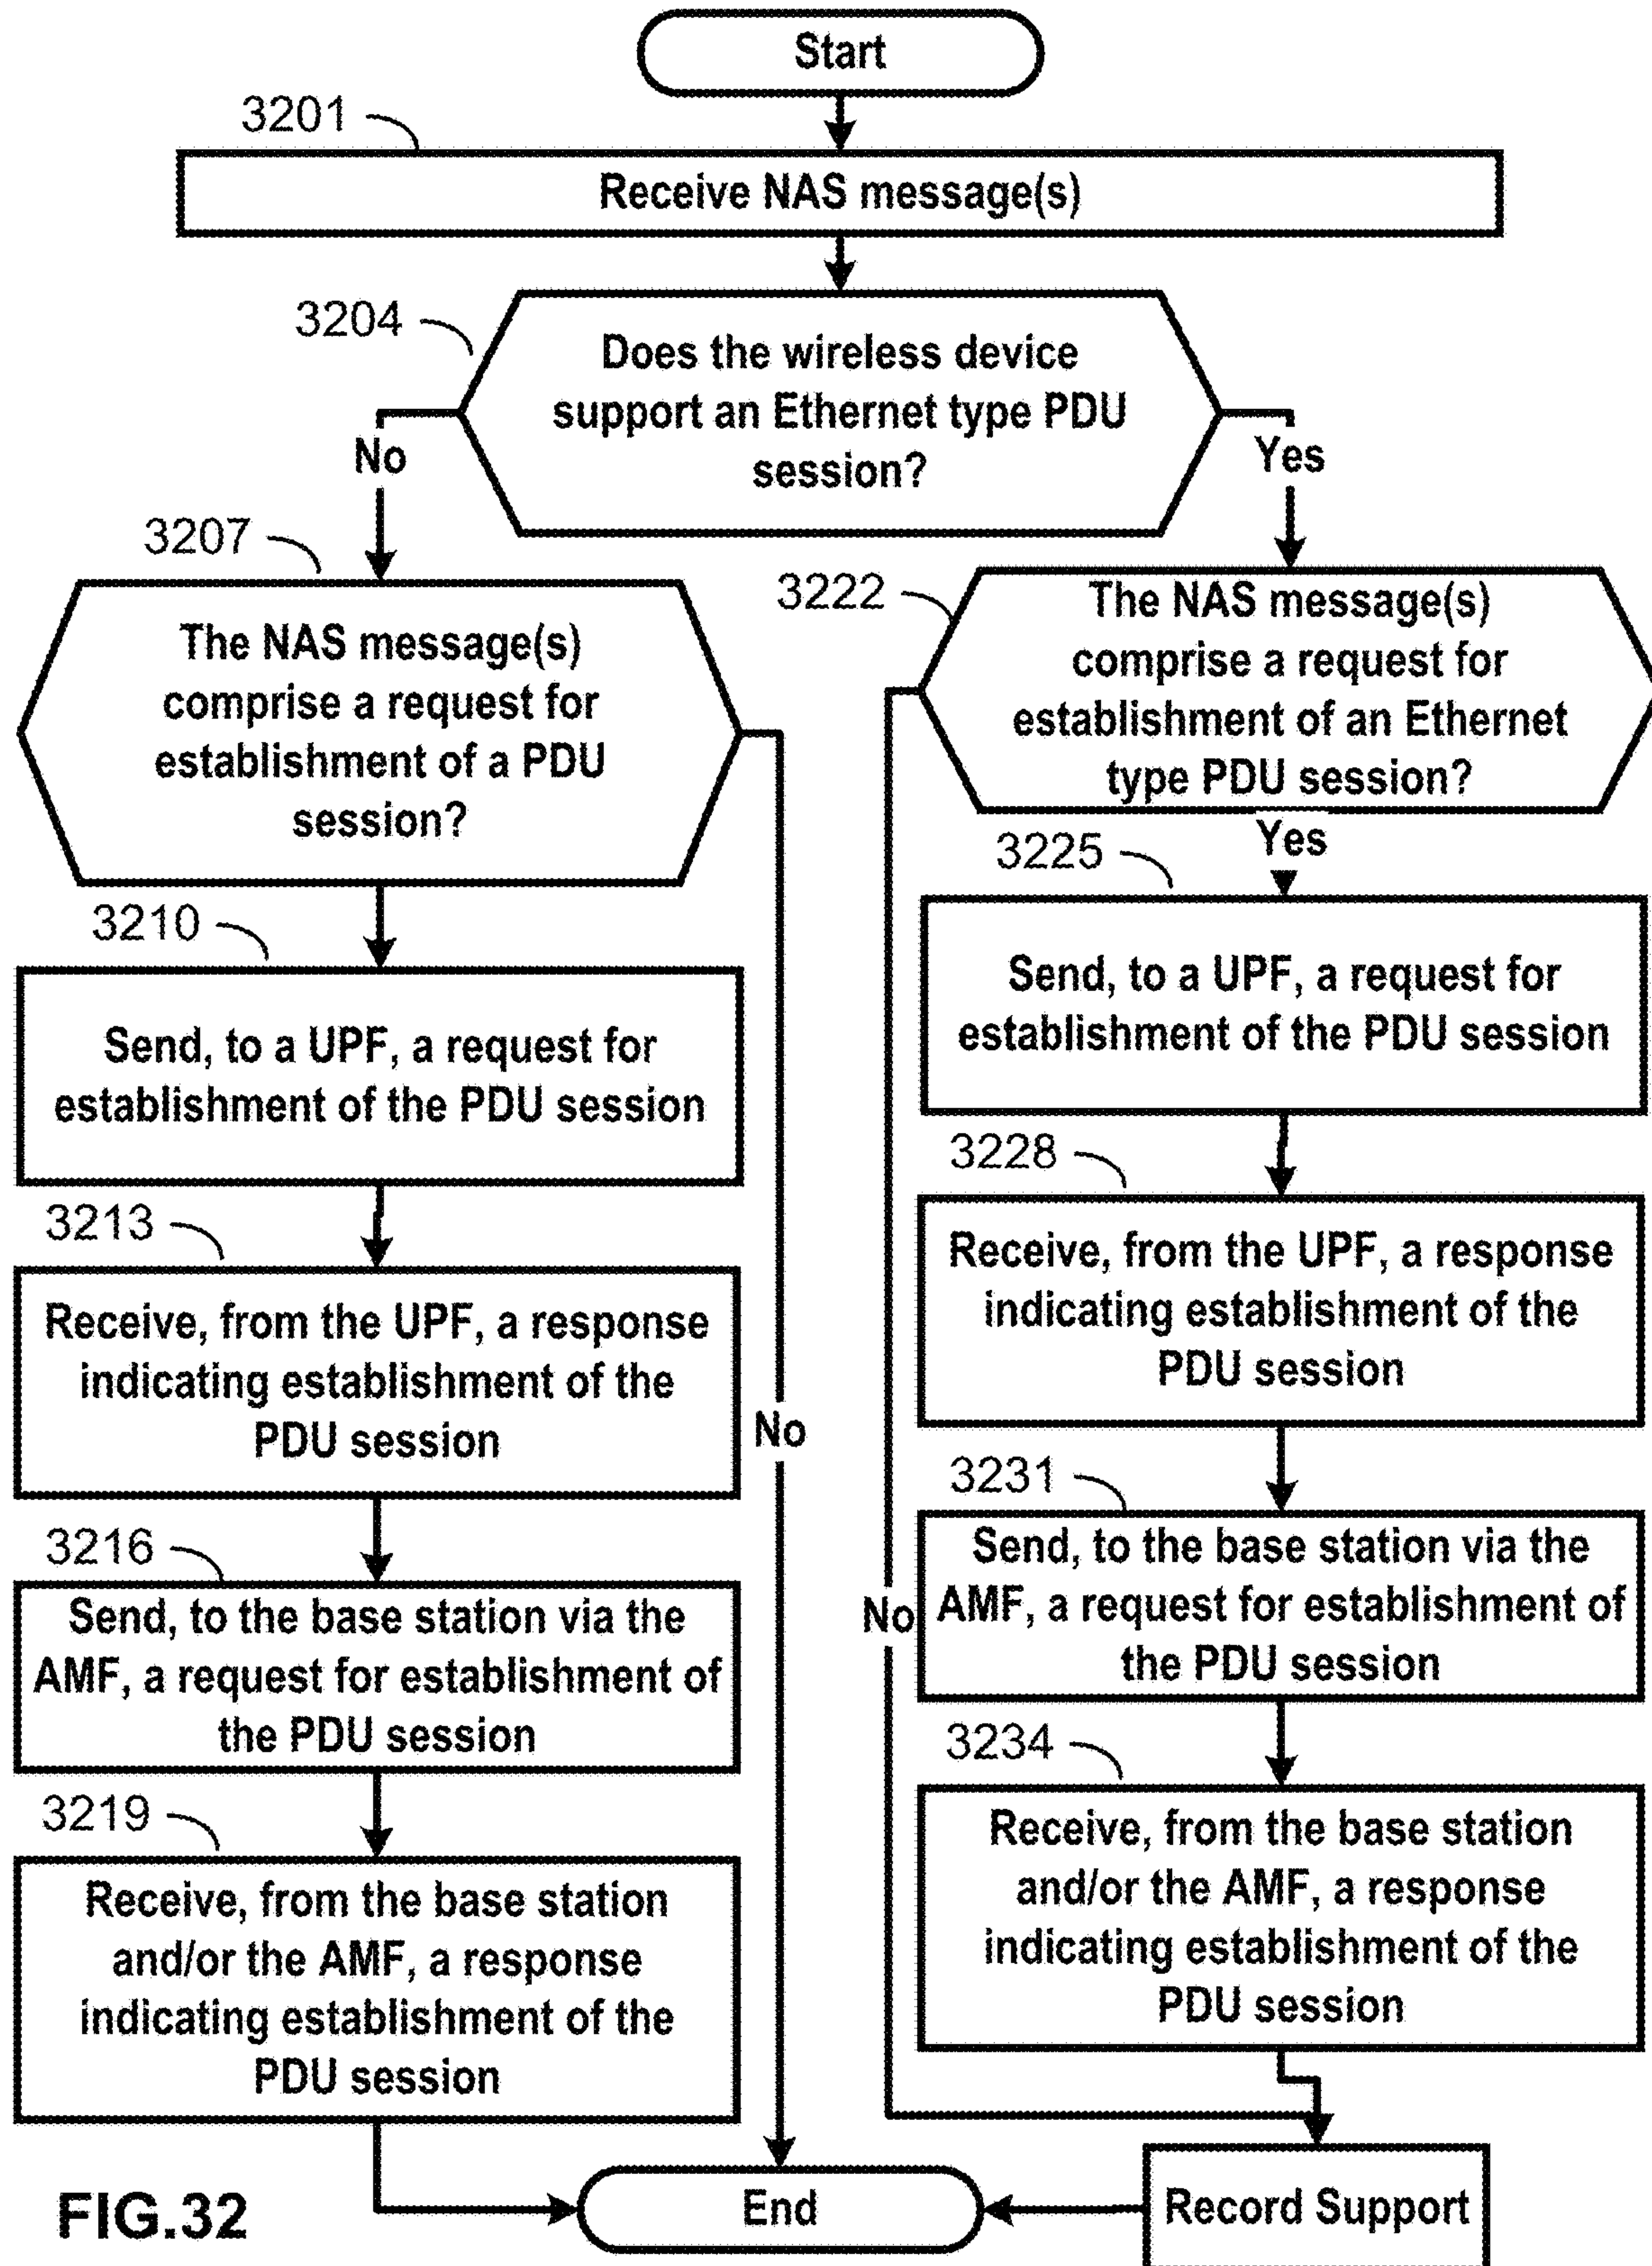 Start
3201
Receive NAS message(s)
3204
Does the wireless device
support an Ethernet type PDU
session?
No
Yes
3207
The NAS message(s)
comprise a request for
establishment of a PDU
session?
3222
The NAS message(s)
comprise a request for
establishment of an Ethernet
type PDU session?
Yes
3210
Send, to a UPF, a request for
establishment of the PDU session
3225
Send, to a UPF, a request for
establishment of the PDU session
3213
Receive, from the UPF, a response
indicating establishment of the
PDU session
No
3228
Receive, from the UPF, a response
indicating establishment of the
PDU session
3216
Send, to the base station via the
AMF, a request for establishment of
the PDU session
No
3231
Send, to the base station via the
AMF, a request for establishment of
the PDU session
3219
Receive, from the base station
and/or the AMF, a response
indicating establishment of the
PDU session
3234
Receive, from the base station
and/or the AMF, a response
indicating establishment of the
PDU session
Record Support
End
FIG.32